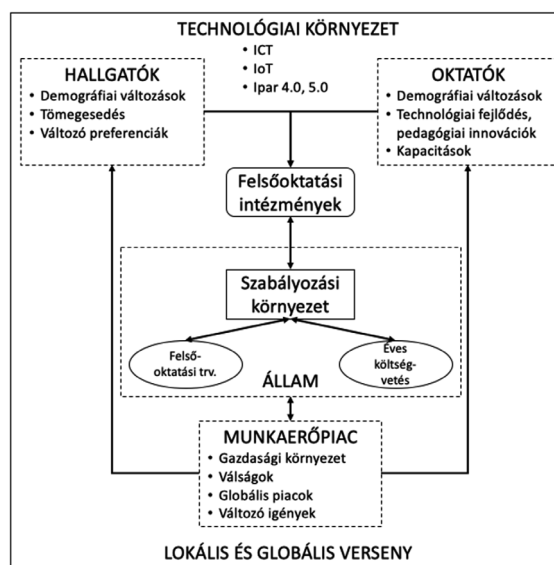 TECHNOLÓGIAI KÖRNYEZET
• ICT
• IoT
• Ipar 4.0, 5.0
HALLGATÓK
• Demográfiai változások
• Tömegesedés
• Változó preferenciák
OKTATÓK
• Demográfiai változások
• Technológiai fejlődés,
pedagógiai innovációk
• Kapacitások
Felsőoktatási
intézmények
Szabályozási
környezet
Felső-
oktatási trv.
Éves
költség-
vetés
ÁLLAM
MUNKAERŐPIAC
• Gazdasági környezet
• Válságok
• Globális piacok
• Változó igények
LOKÁLIS ÉS GLOBÁLIS VERSENY